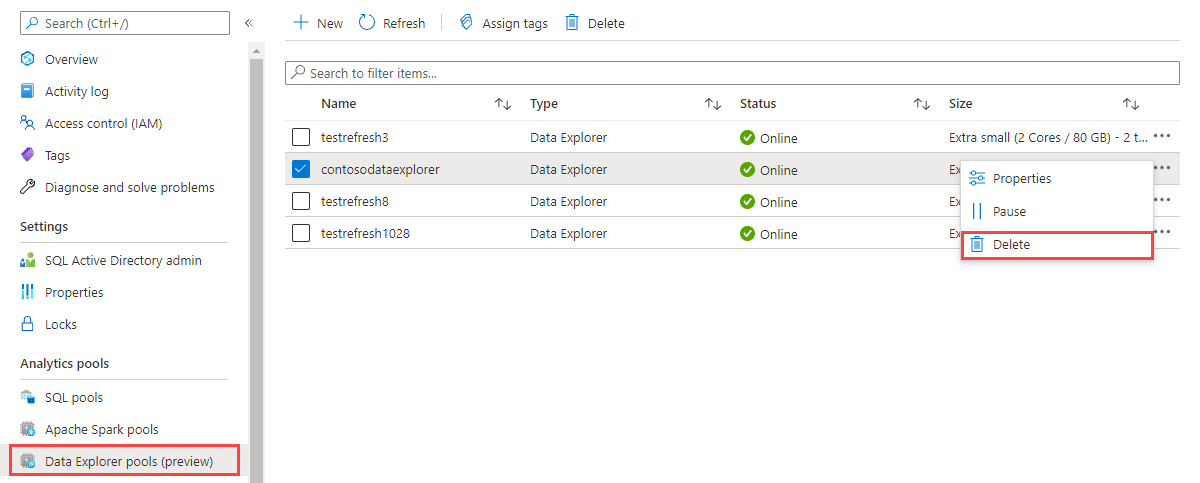 Search (Ctrl+/)
«
Overview
Activity log
Access control (IAM)
Tags
Diagnose and solve problems
Settings
SQL Active Directory admin
Properties
Locks
Analytics pools
SQL pools
Apache Spark pools
Data Explorer pools (preview)
New Refresh Assign tags Delete
Search to filter items...
Name Type Status Size
testrefresh3 Data Explorer Online Extra small (2 Cores / 80 GB) - 2 t... ...
contosodataexplorer Data Explorer Online Ex ...
testrefresh8 Data Explorer Online Ex ...
testrefresh1028 Data Explorer Online Ex ...
Properties
Pause
Delete